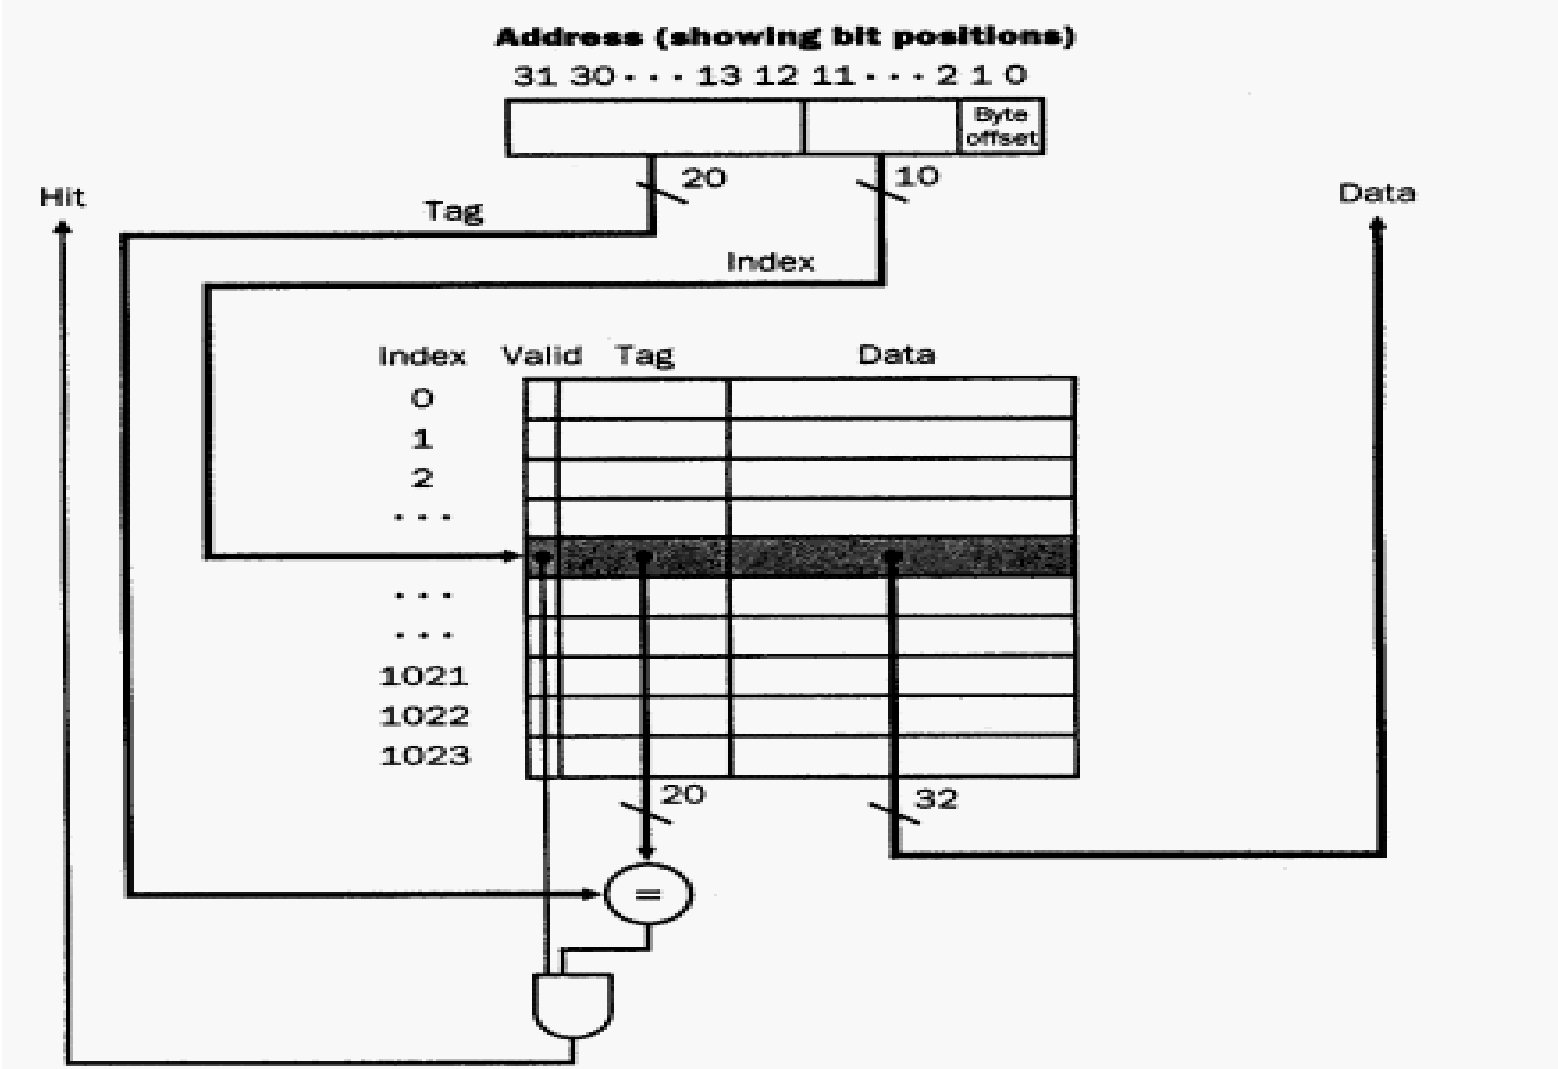 Address (showing bit positions)
31 30 · · · 13 12 11 · · · 2 1 0
Byte
offset
20
10
Hit
Data
Tag
Index
Index Valid Tag Data
0
1
2
· · ·
· · ·
· · ·
1021
1022
1023
20
32
=